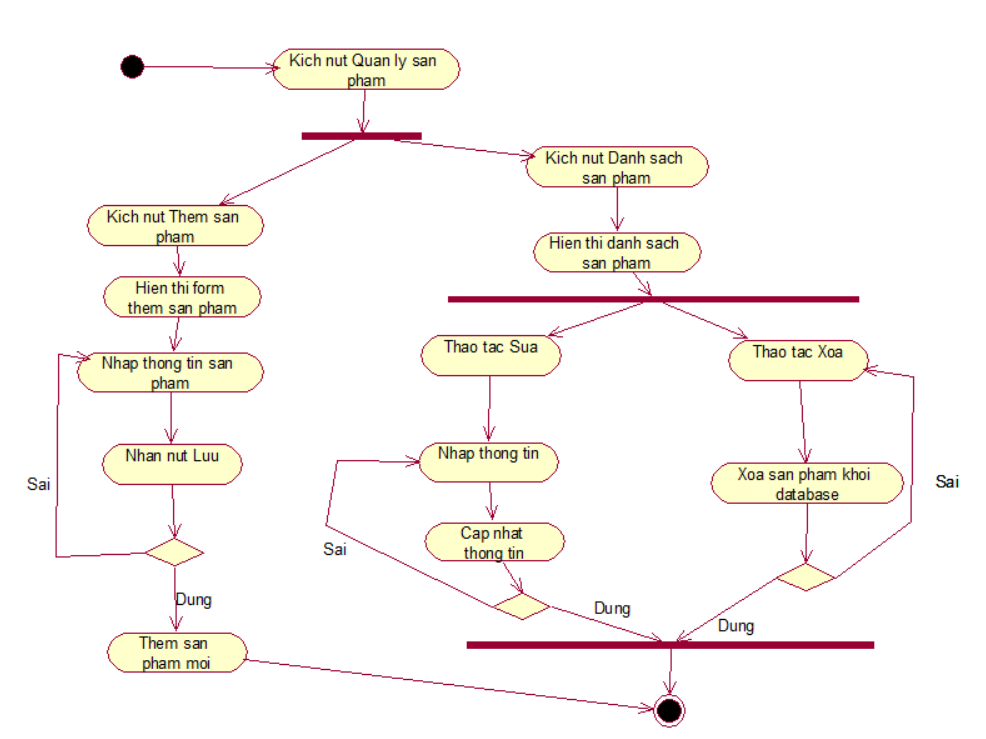 Kich nut Quan ly san
pham
Kich nut Danh sach
san pham
Kich nut Them san
pham
Hien thi danh sach
san pham
Hien thi form
them san pham
Thao tac Sua
Thao tac Xoa
Nhap thong tin san
pham
Nhan nut Luu
Nhap thong tin
Xoa san pham khoi
database
Sai
Sai
Cap nhat
thong tin
Sai
Dung
Dung
Dung
Them san
pham moi